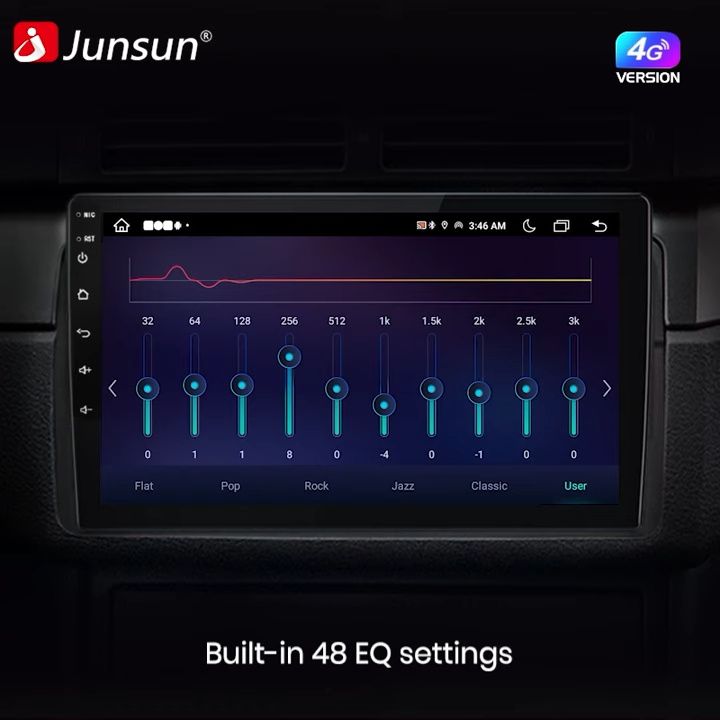 Junsun®
4G
VERSION
MIC
RST
3:46 AM
32 64 128 256 512 1k 1.5k 2k 2.5k 3k
0 1 1 8 0 -4 0 -1 0 0
Flat Pop Rock Jazz Classic User
Built-in 48 EQ settings